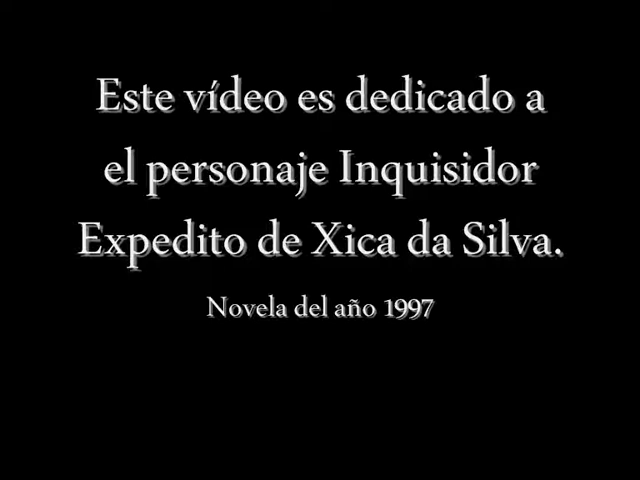 Este vídeo es dedicado a
el personaje Inquisidor
Expedito de Xica da Silva.
Novela del año 1997